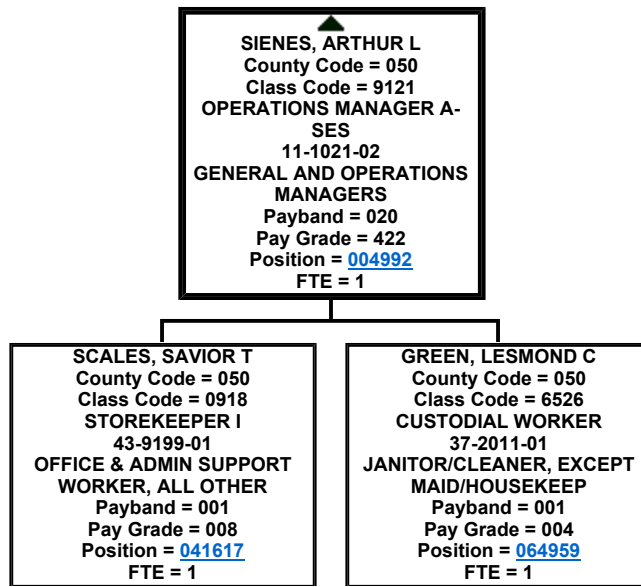 SIENES, ARTHUR L
County Code = 050
Class Code = 9121
OPERATIONS MANAGER A-
SES
11-1021-02
GENERAL AND OPERATIONS
MANAGERS
Payband = 020
Pay Grade = 422
Position = 004992
FTE = 1
SCALES, SAVIOR T
County Code = 050
Class Code = 0918
STOREKEEPER I
43-9199-01
OFFICE & ADMIN SUPPORT
WORKER, ALL OTHER
Payband = 001
Pay Grade = 008
Position = 041617
FTE = 1
GREEN, LESMOND C
County Code = 050
Class Code = 6526
CUSTODIAL WORKER
37-2011-01
JANITOR/CLEANER, EXCEPT
MAID/HOUSEKEEP
Payband = 001
Pay Grade = 004
Position = 064959
FTE = 1